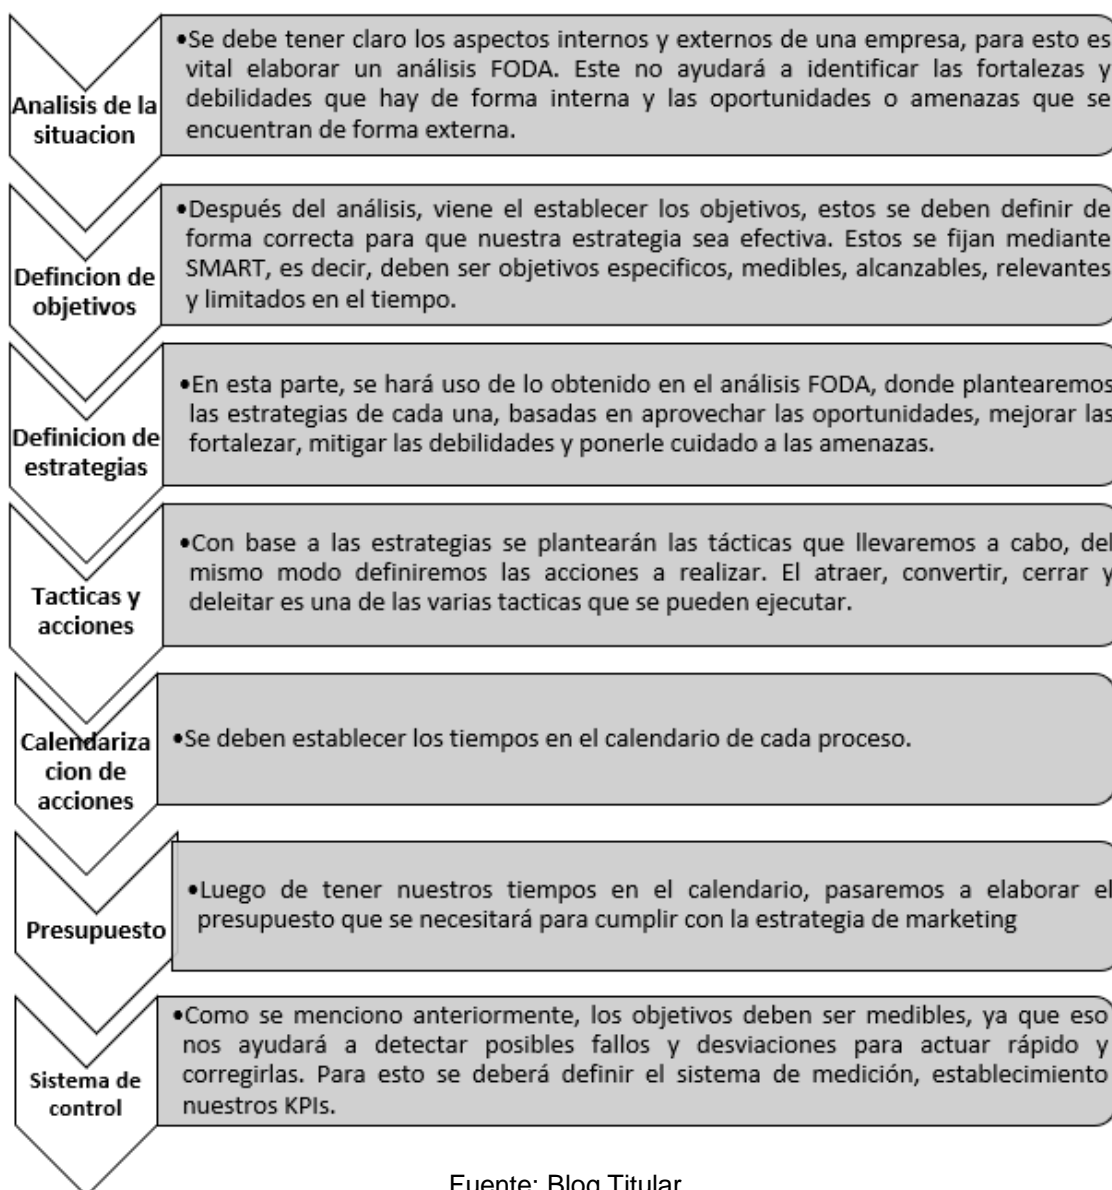 Analisis de la
situacion
•Se debe tener claro los aspectos internos y externos de una empresa, para esto es
vital elaborar un análisis FODA. Este no ayudará a identificar las fortalezas y
debilidades que hay de forma interna y las oportunidades o amenazas que se
encuentran de forma externa.
Defincion de
objetivos
•Después del análisis, viene el establecer los objetivos, estos se deben definir de
forma correcta para que nuestra estrategia sea efectiva. Estos se fijan mediante
SMART, es decir, deben ser objetivos especificos, medibles, alcanzables, relevantes
y limitados en el tiempo.
Definicion de
estrategias
•En esta parte, se hará uso de lo obtenido en el análisis FODA, donde plantearemos
las estrategias de cada una, basadas en aprovechar las oportunidades, mejorar las
fortalezar, mitigar las debilidades y ponerle cuidado a las amenazas.
Tacticas y
acciones
•Con base a las estrategias se plantearán las tácticas que llevaremos a cabo, del
mismo modo definiremos las acciones a realizar. El atraer, convertir, cerrar y
deleitar es una de las varias tacticas que se pueden ejecutar.
Calendariza
cion de
acciones
•Se deben establecer los tiempos en el calendario de cada proceso.
Presupuesto
•Luego de tener nuestros tiempos en el calendario, pasaremos a elaborar el
presupuesto que se necesitará para cumplir con la estrategia de marketing
Sistema de
control
•Como se menciono anteriormente, los objetivos deben ser medibles, ya que eso
nos ayudará a detectar posibles fallos y desviaciones para actuar rápido y
corregirlas. Para esto se deberá definir el sistema de medición, establecimiento
nuestros KPIs.
Fuente: Blog Titular